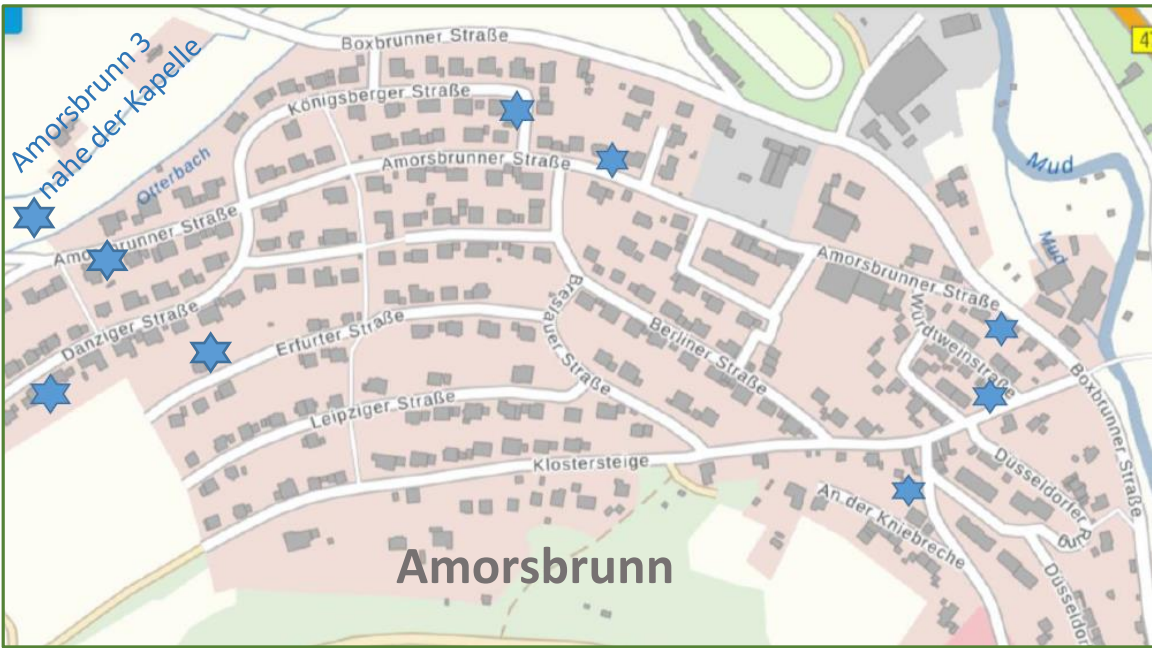 Amorsbrunn 3
nahe der Kapelle
Boxbrunner Straße
47
Königsberger Straße
Amorsbrunner Straße
Mud
Otterbach
Amorsbrunner Straße
Mud
Amorsbrunner Straße
Danziger Straße
Erfurter Straße
Breslauer Straße
Berliner Straße
Würdtweinstraße
Boxbrunner Straße
Leipziger Straße
Klostersteige
Düsseldorfer Ring
An der Kniebreche
Düsseldor
Amorsbrunn